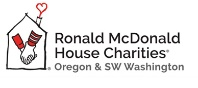 Ronald McDonald
House Charities®
Oregon & SW Washington